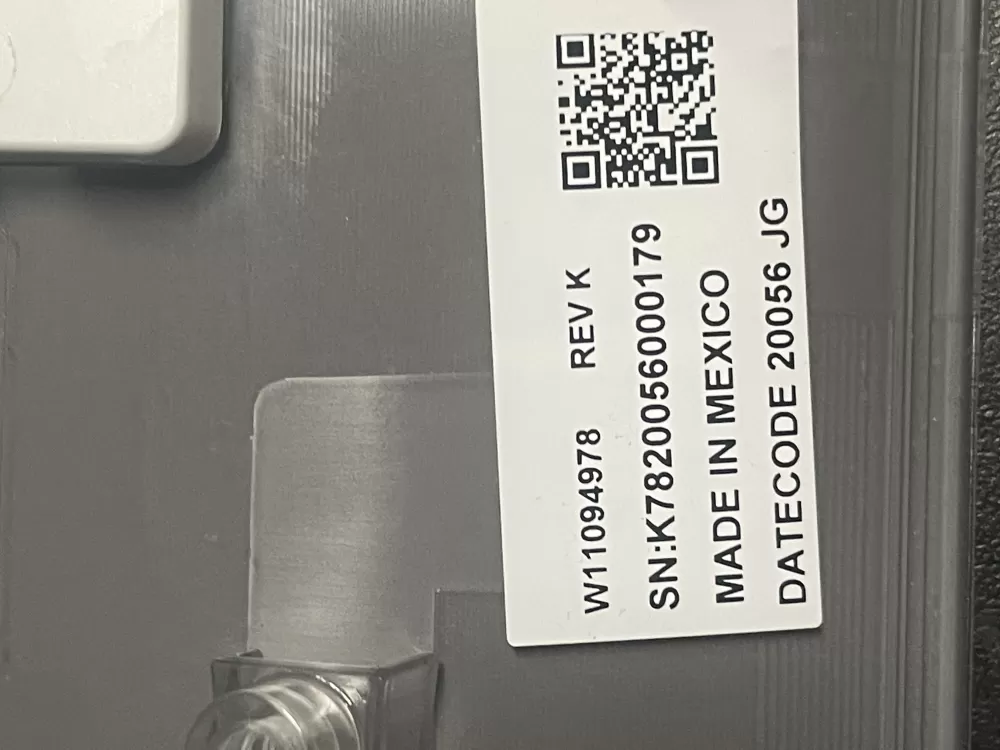 W11094978 REV K
SN:K7820056000179
MADE IN MEXICO
DATECODE 20056 JG